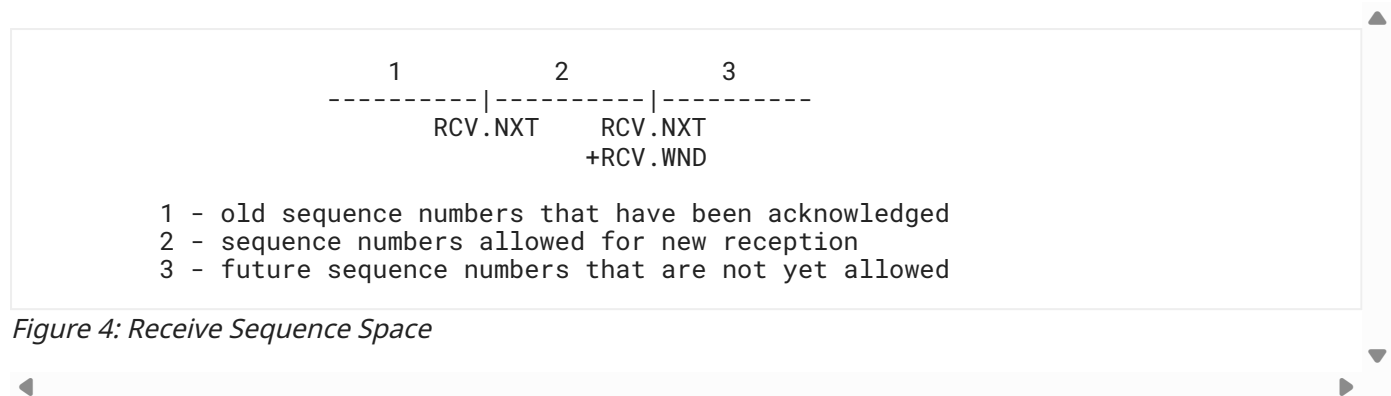 1 2 3
----------|----------|----------
RCV.NXT RCV.NXT
+RCV.WND
1 - old sequence numbers that have been acknowledged
2 - sequence numbers allowed for new reception
3 - future sequence numbers that are not yet allowed
Figure 4: Receive Sequence Space